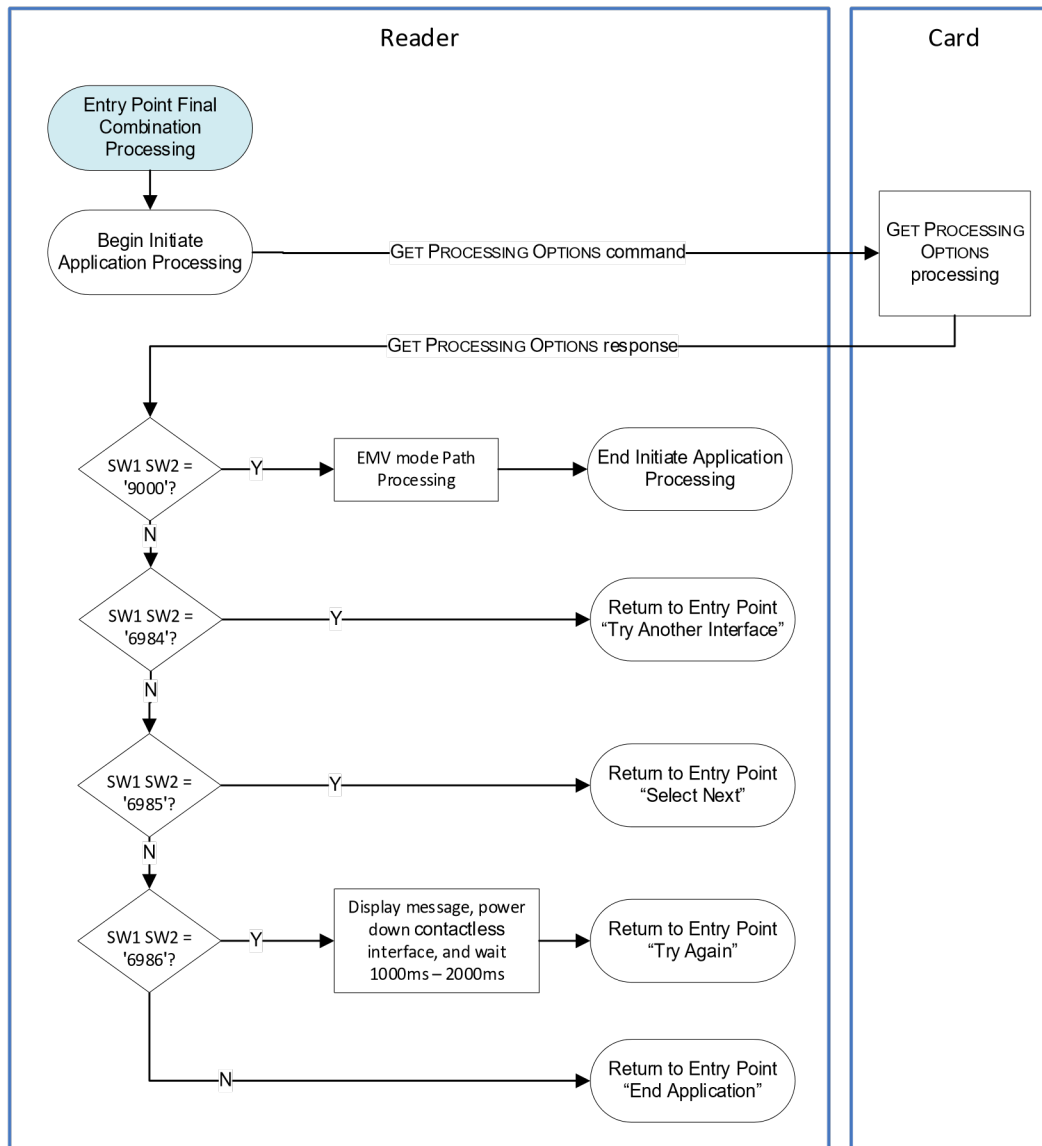 Reader
Card
Entry Point Final
Combination
Processing
Begin Initiate
Application Processing
GET PROCESSING OPTIONS command
GET PROCESSING
OPTIONS
processing
GET PROCESSING OPTIONS response
SW1 SW2 =
'9000'?
Y
EMV mode Path
Processing
End Initiate Application
Processing
N
SW1 SW2 =
'6984'?
Y
Return to Entry Point
“Try Another Interface”
N
SW1 SW2 =
'6985'?
Y
Return to Entry Point
“Select Next”
N
SW1 SW2 =
'6986'?
Y
Display message, power
down contactless
interface, and wait
1000ms – 2000ms
Return to Entry Point
“Try Again”
N
Return to Entry Point
“End Application”